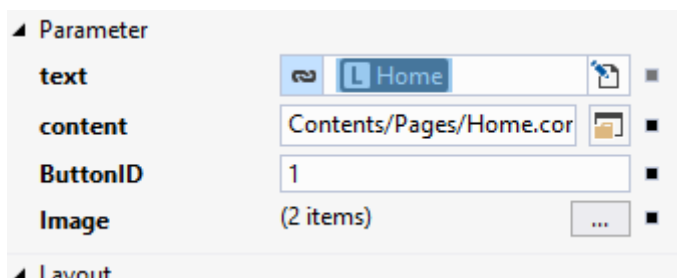 Parameter
text L Home
content Contents/Pages/Home.cor
ButtonID 1
Image (2 items) ...
Layout